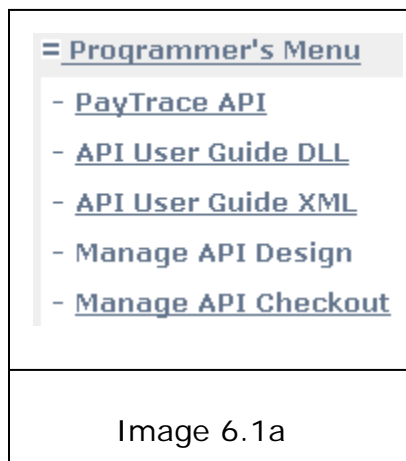 = Programmer's Menu
- PayTrace API
- API User Guide DLL
- API User Guide XML
- Manage API Design
- Manage API Checkout
Image 6.1a